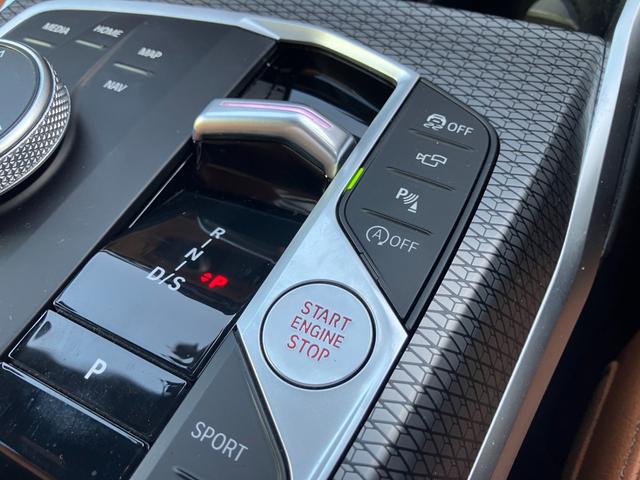 MEDIA
HOME
MAP
NAV
OFF
P
OFF
R
N
D/S
P
START
ENGINE
STOP
P
SPORT